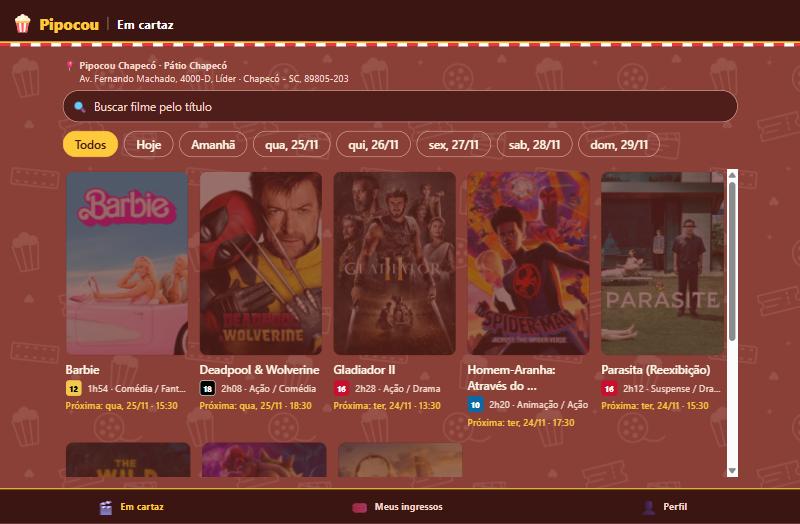 Pipocou | Em cartaz
Pipocou Chapecó · Pátio Chapecó
Av. Fernando Machado, 4000-D, Líder · Chapecó – SC, 89805-203
Buscar filme pelo título
Todos Hoje Amanhã qua, 25/11 qui, 26/11 sex, 27/11 sab, 28/11 dom, 29/11
Barbie
DEADPOOL & WOLVERINE
GLADIATOR II
SPIDER-MAN
ACROSS THE SPIDER-VERSE
PARASITE
Barbie
12 1h54 · Comédia / Fant...
Próxima: qua, 25/11 · 15:30
Deadpool & Wolverine
18 2h08 · Ação / Comédia
Próxima: qua, 25/11 · 18:30
Gladiador II
16 2h28 · Ação / Drama
Próxima: ter, 24/11 · 13:30
Homem-Aranha:
Através do ...
10 2h20 · Animação / Ação
Próxima: ter, 24/11 · 17:30
Parasita (Reexibição)
16 2h12 · Suspense / Dra...
Próxima: ter, 24/11 · 15:30
THE
WILD
Em cartaz Meus ingressos Perfil